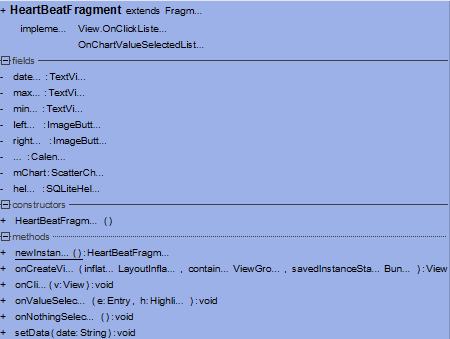 + HeartBeatFragment extends Fragm...
impleme... View.OnClickListe...
OnChartValueSelectedList...
fields
- date... : TextVi...
- max... : TextVi...
- min... : TextVi...
- left... : ImageButt...
- right... : ImageButt...
- ... : Calen...
- mChart : ScatterCh...
- hel... : SQLiteHel...
constructors
+ HeartBeatFragm... ()
methods
+ newInstan... () : HeartBeatFragm...
+ onCreateVi... (inflat... LayoutInfla... , contain... ViewGro... , savedInstanceSta... Bun... ) : View
+ onCli... (v : View) : void
+ onValueSelec... (e : Entry, h : Highli... ) : void
+ onNothingSelec... () : void
+ setData(date : String) : void